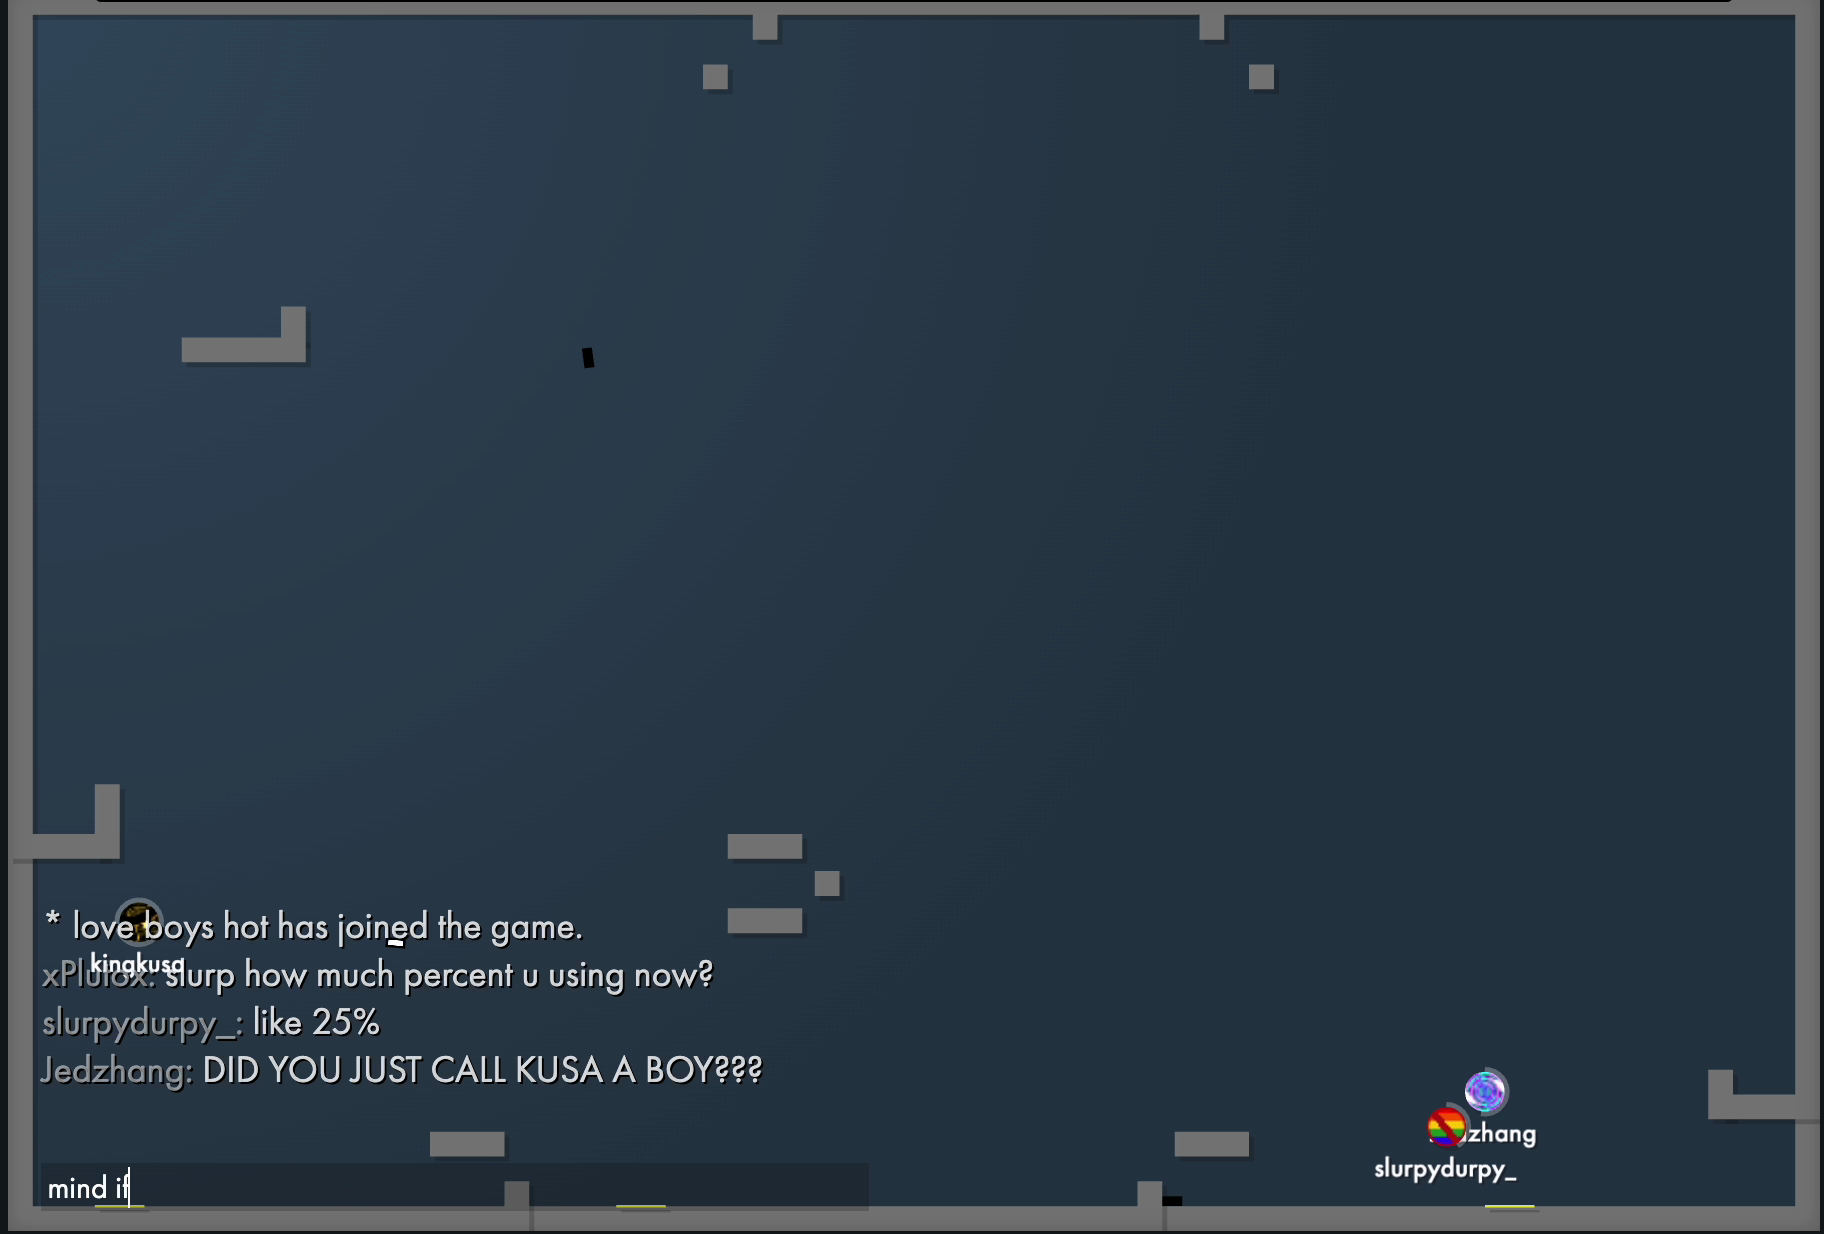 * love boys hot has joined the game.
kingkusa
xPlutox: slurp how much percent u using now?
slurpydurpy_: like 25%
Jedzhang: DID YOU JUST CALL KUSA A BOY???
zhang
slurpydurpy_
mind if